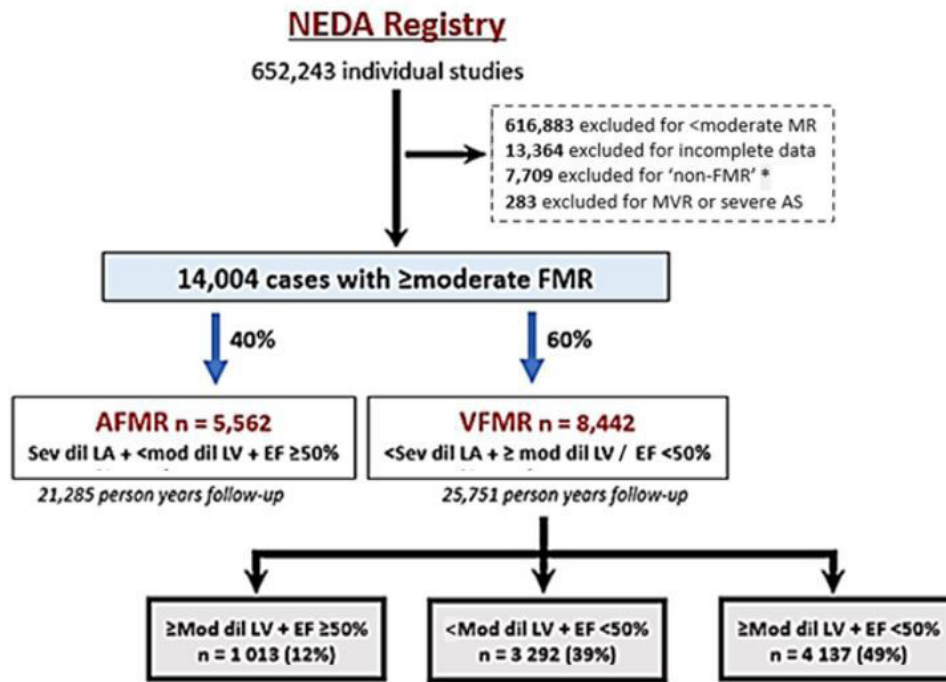 NEDA Registry
652,243 individual studies
616,883 excluded for <moderate MR
13,364 excluded for incomplete data
7,709 excluded for ‘non-FMR’ *
283 excluded for MVR or severe AS
14,004 cases with ≥moderate FMR
40%
60%
AFMR n = 5,562
Sev dil LA + <mod dil LV + EF ≥50%
21,285 person years follow-up
VFMR n = 8,442
<Sev dil LA + ≥ mod dil LV / EF <50%
25,751 person years follow-up
≥Mod dil LV + EF ≥50%
n = 1 013 (12%)
<Mod dil LV + EF <50%
n = 3 292 (39%)
≥Mod dil LV + EF <50%
n = 4 137 (49%)